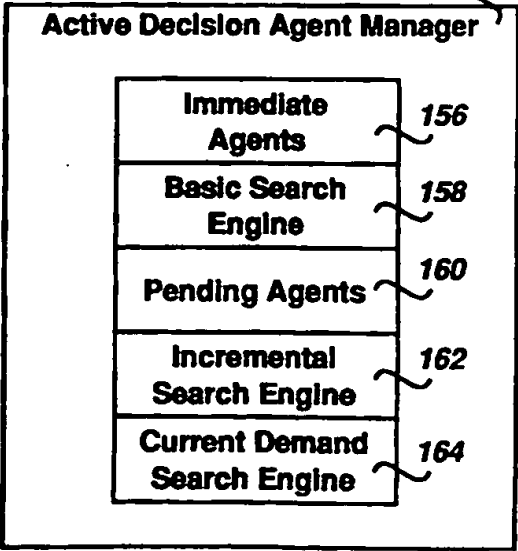 Active Decision Agent Manager
Immediate
Agents
156
Basic Search
Engine
158
Pending Agents
160
Incremental
Search Engine
162
Current Demand
Search Engine
164